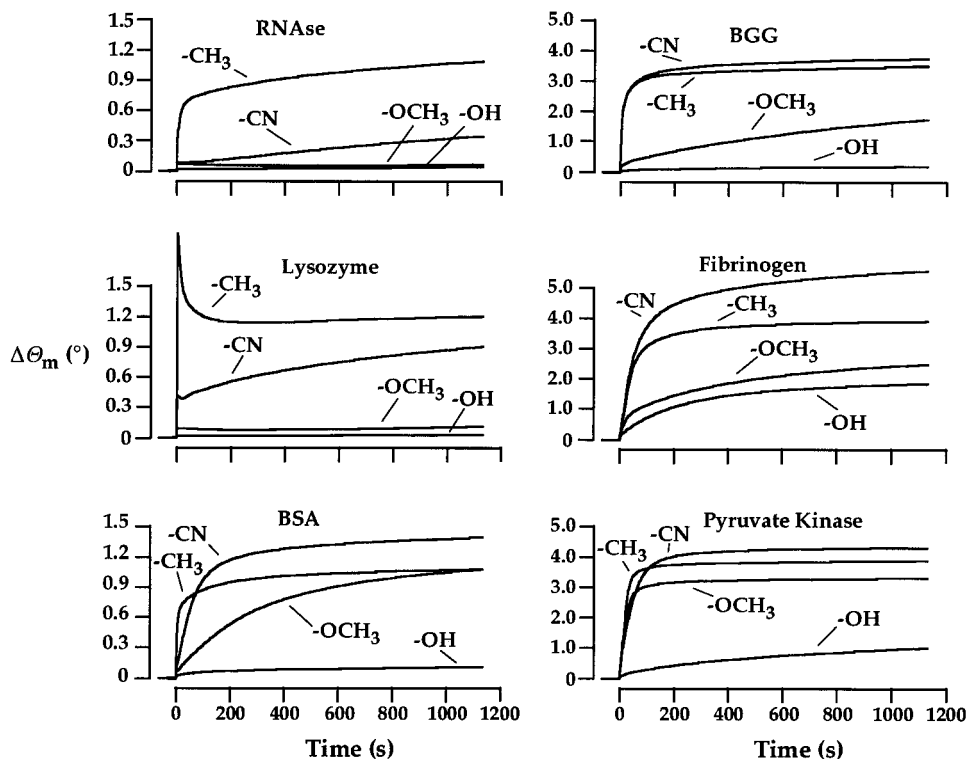 RNAse
1.5
1.2
0.9
0.6
0.3
0
-CH3
-CN
-OCH3
-OH
BGG
5.0
4.0
3.0
2.0
1.0
0
-CN
-CH3
-OCH3
-OH
Lysozyme
1.5
1.2
0.9
0.6
0.3
0
-CH3
-CN
-OCH3
-OH
ΔΘm (°)
Fibrinogen
5.0
4.0
3.0
2.0
1.0
0
-CN
-CH3
-OCH3
-OH
BSA
1.5
1.2
0.9
0.6
0.3
0
-CN
-CH3
-OCH3
-OH
0 200 400 600 800 1000 1200
Time (s)
Pyruvate Kinase
5.0
4.0
3.0
2.0
1.0
0
-CH3
-CN
-OCH3
-OH
0 200 400 600 800 1000 1200
Time (s)